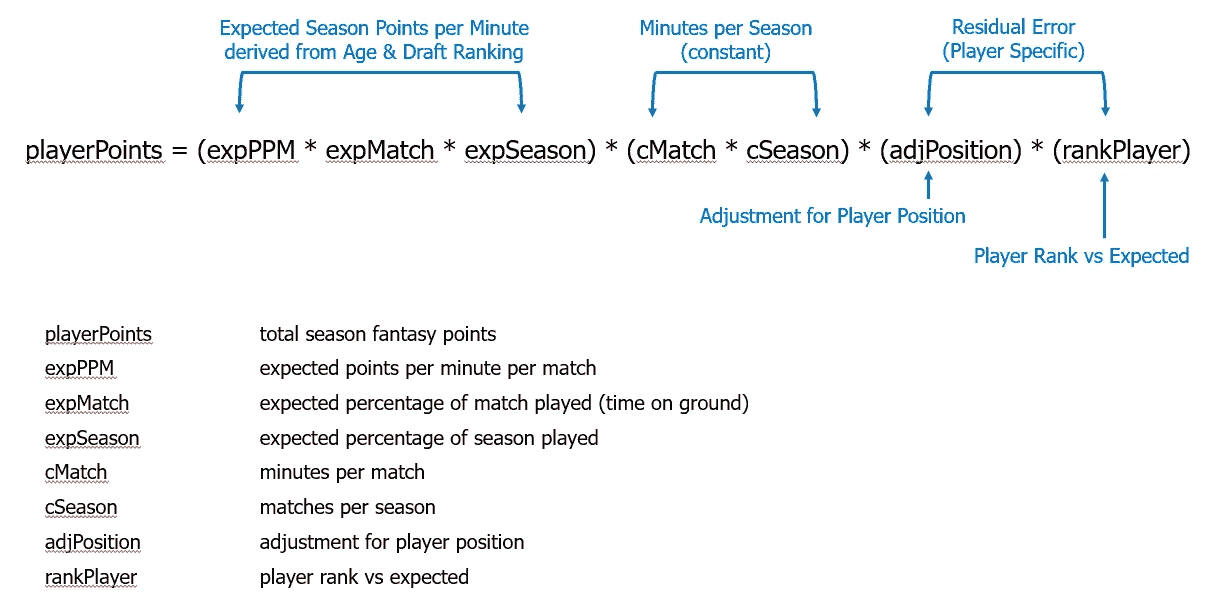 Expected Season Points per Minute
derived from Age & Draft Ranking
Minutes per Season
(constant)
Residual Error
(Player Specific)
playerPoints = (expPPM * expMatch * expSeason) * (cMatch * cSeason) * (adjPosition) * (rankPlayer)
Adjustment for Player Position
Player Rank vs Expected
playerPoints total season fantasy points
expPPM expected points per minute per match
expMatch expected percentage of match played (time on ground)
expSeason expected percentage of season played
cMatch minutes per match
cSeason matches per season
adjPosition adjustment for player position
rankPlayer player rank vs expected